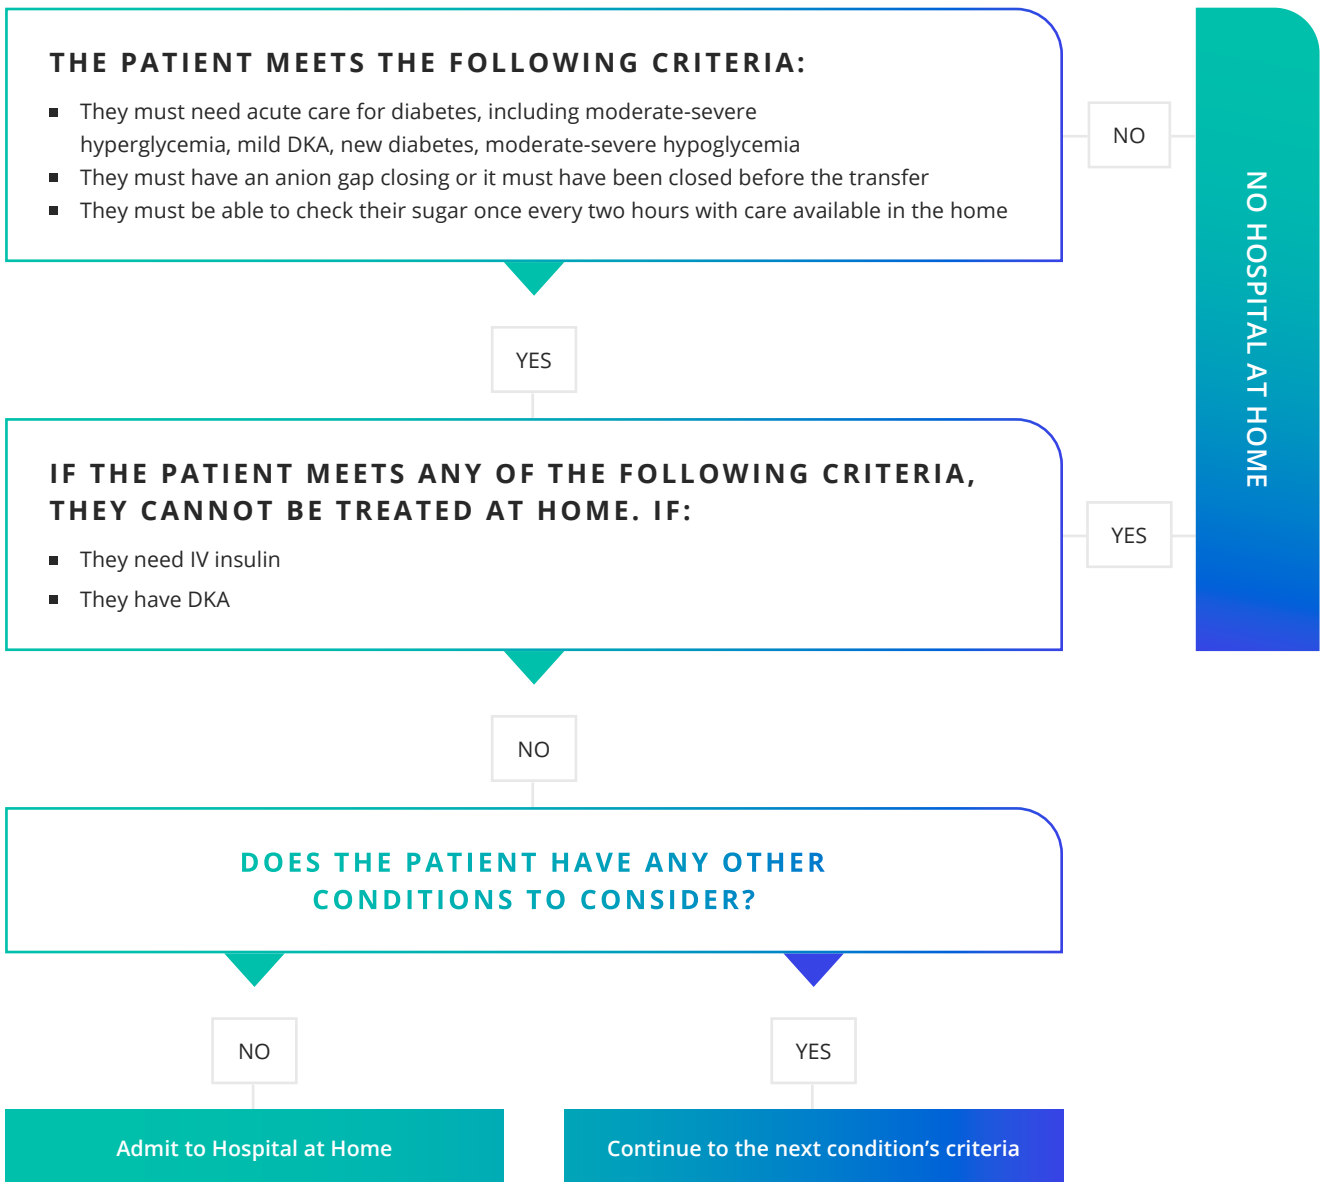 THE PATIENT MEETS THE FOLLOWING CRITERIA:
They must need acute care for diabetes, including moderate-severe
hyperglycemia, mild DKA, new diabetes, moderate-severe hypoglycemia
They must have an anion gap closing or it must have been closed before the transfer
They must be able to check their sugar once every two hours with care available in the home
NO
NO HOSPITAL AT HOME
YES
IF THE PATIENT MEETS ANY OF THE FOLLOWING CRITERIA,
THEY CANNOT BE TREATED AT HOME. IF:
They need IV insulin
They have DKA
YES
NO
DOES THE PATIENT HAVE ANY OTHER
CONDITIONS TO CONSIDER?
NO
YES
Admit to Hospital at Home
Continue to the next condition’s criteria